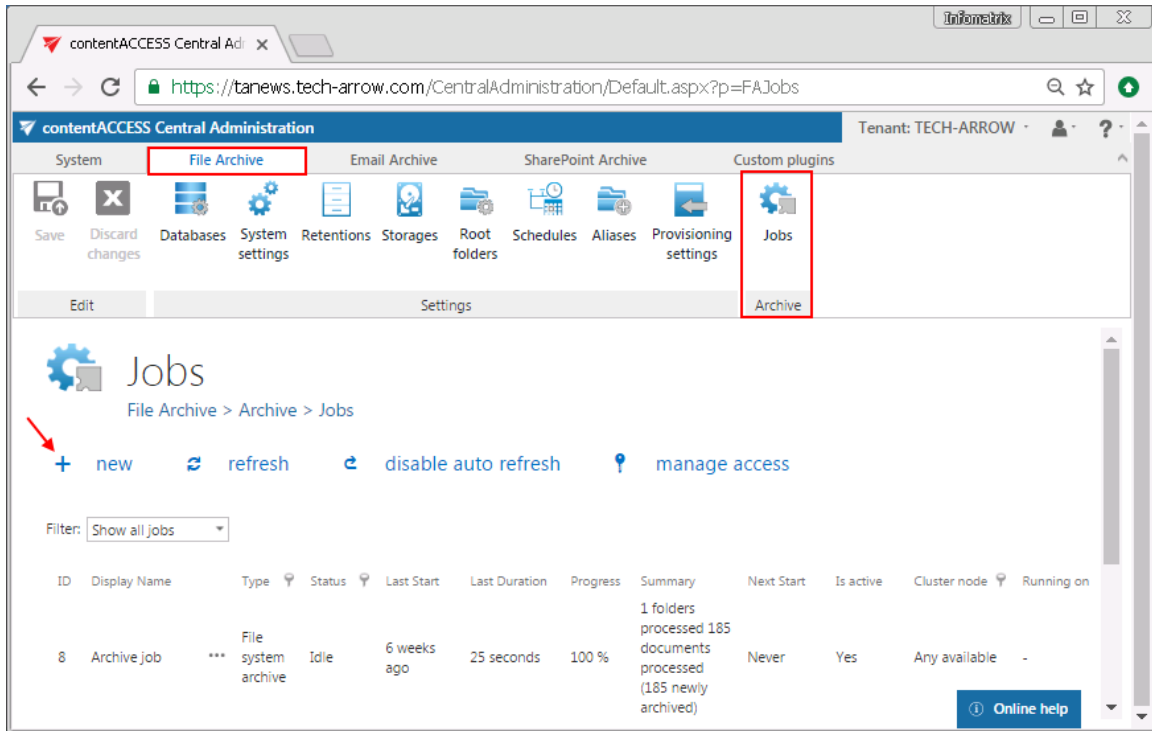 Infomatrix
contentACCESS Central Adr
https://tanews.tech-arrow.com/CentralAdministration/Default.aspx?p=FAJobs
contentACCESS Central Administration
Tenant: TECH-ARROW
?
System File Archive Email Archive SharePoint Archive Custom plugins
Save
Discard changes
Databases
System settings
Retentions
Storages
Root folders
Schedules
Aliases
Provisioning settings
Jobs
Edit Settings Archive
Jobs
File Archive > Archive > Jobs
+ new refresh disable auto refresh manage access
Filter: Show all jobs
ID Display Name Type Status Last Start Last Duration Progress Summary Next Start Is active Cluster node Running on
8
Archive job
•••
File
system
archive
Idle
6 weeks
ago
25 seconds
100 %
1 folders
processed 185
documents
processed
(185 newly
archived)
Never
Yes
Any available
-
Online help